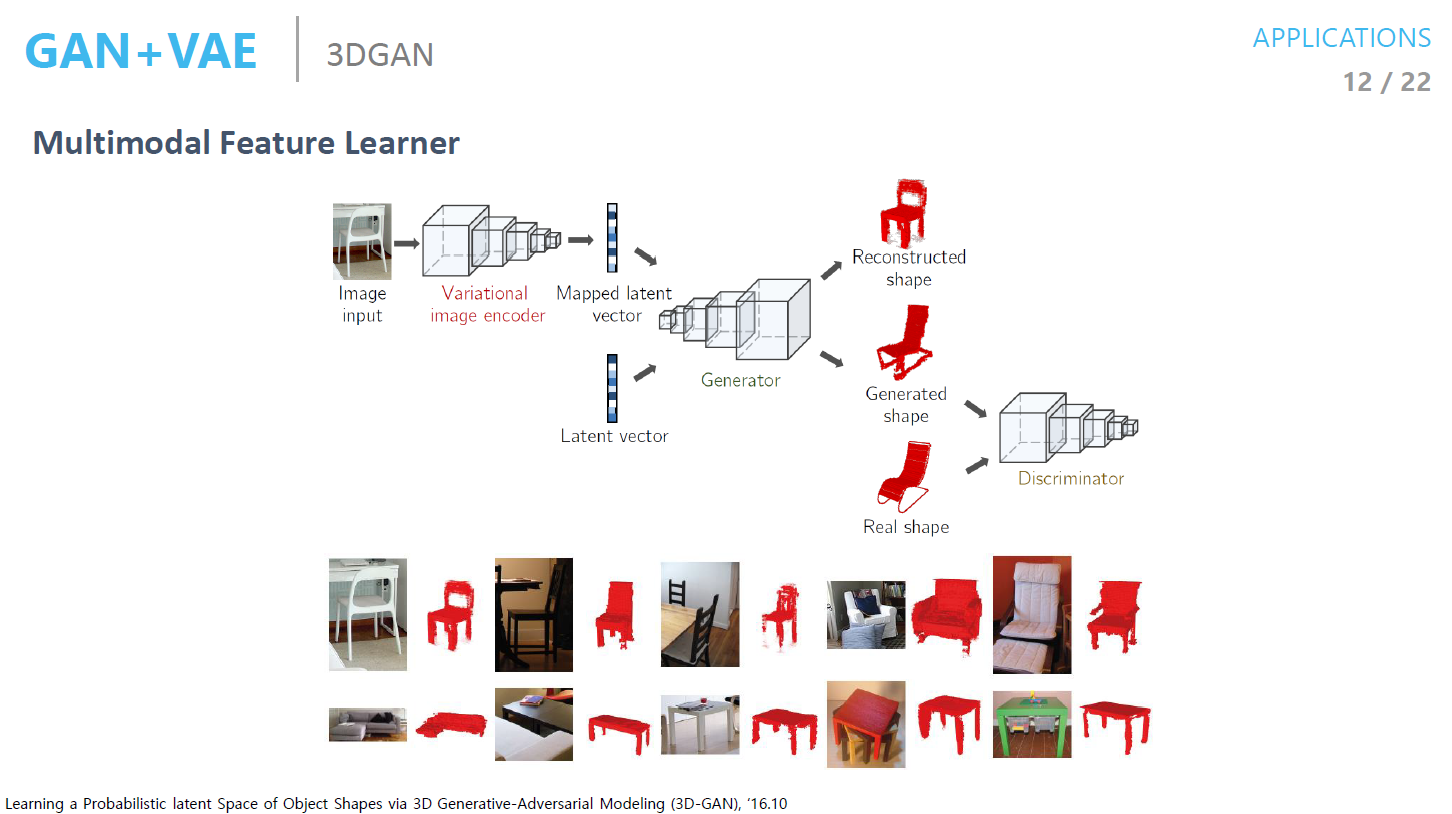 GAN+VAE
3DGAN
APPLICATIONS
12 / 22
Multimodal Feature Learner
Image
input
Variational
image encoder
Mapped latent
vector
Latent vector
Generator
Reconstructed
shape
Generated
shape
Real shape
Discriminator
Learning a Probabilistic latent Space of Object Shapes via 3D Generative-Adversarial Modeling (3D-GAN), ‘16.10